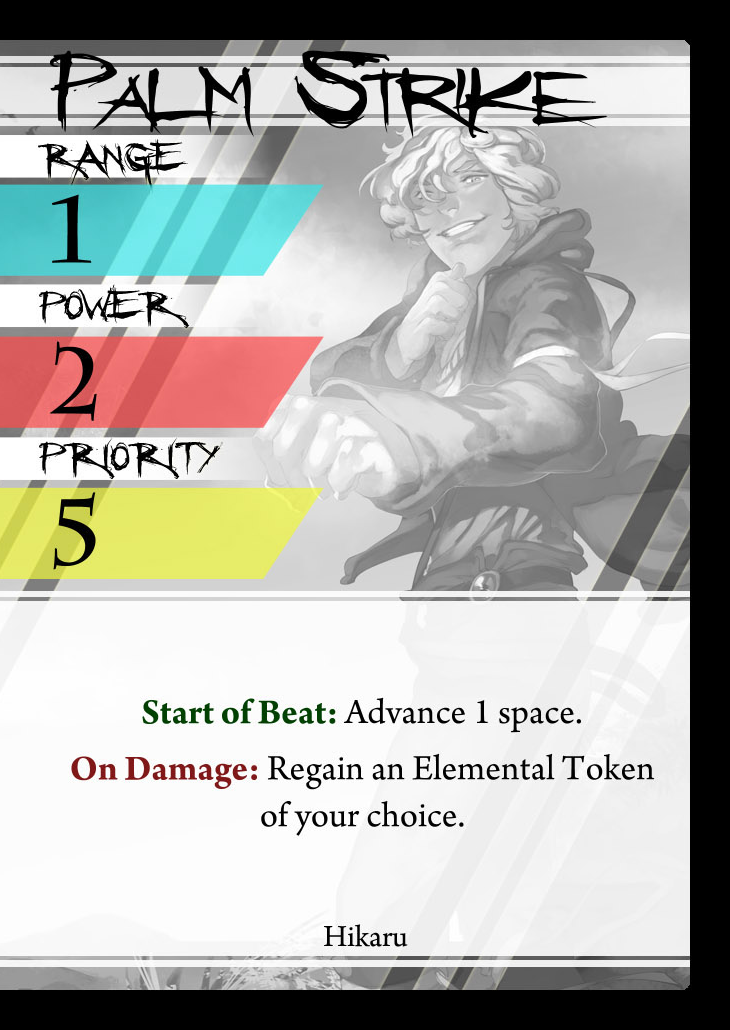 PALM STRIKE
RANGE
1
POWER
2
PRIORITY
5
Start of Beat: Advance 1 space.
On Damage: Regain an Elemental Token
of your choice.
Hikaru